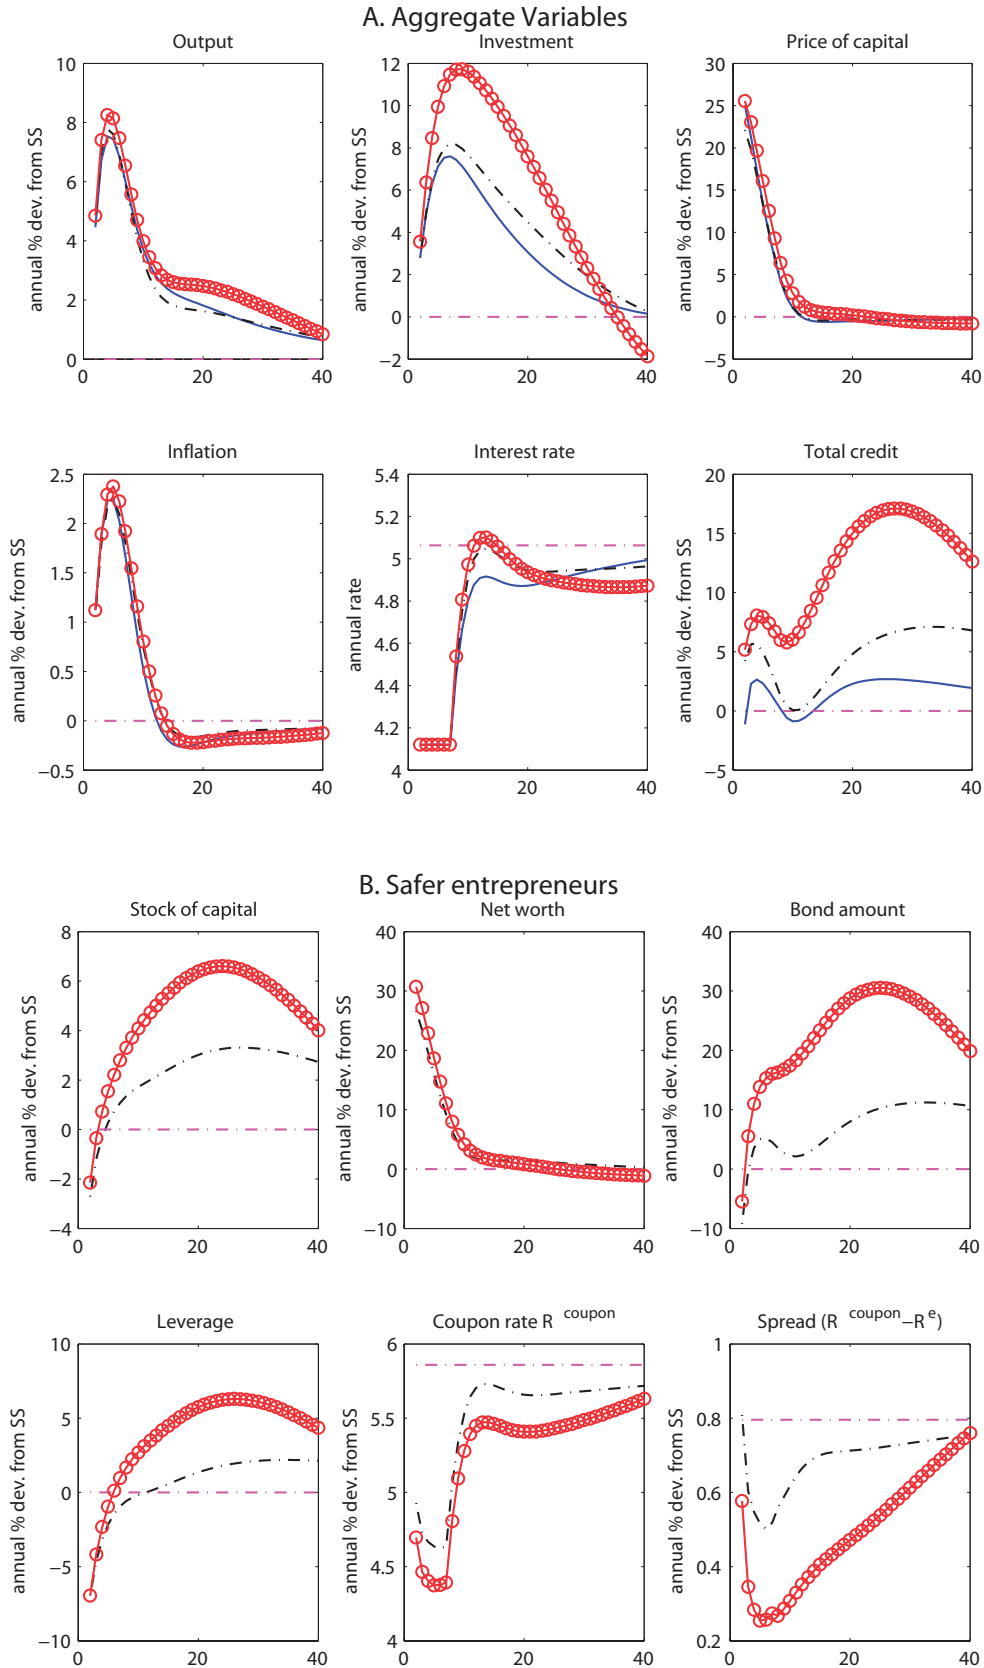 A. Aggregate Variables
Output
Investment
Price of capital
annual % dev. from SS
10
8
6
4
2
0
0 20 40
annual % dev. from SS
12
10
8
6
4
2
0
−2
0 20 40
annual % dev. from SS
30
25
20
15
10
5
0
−5
0 20 40
Inflation
Interest rate
Total credit
annual % dev. from SS
2.5
2
1.5
1
0.5
0
−0.5
0 20 40
annual rate
5.4
5.2
5
4.8
4.6
4.4
4.2
4
0 20 40
annual % dev. from SS
20
15
10
5
0
−5
0 20 40
B. Safer entrepreneurs
Stock of capital
Net worth
Bond amount
annual % dev. from SS
8
6
4
2
0
−2
−4
0 20 40
annual % dev. from SS
40
30
20
10
0
−10
0 20 40
annual % dev. from SS
40
30
20
10
0
−10
0 20 40
Leverage
Coupon rate R coupon
Spread (R coupon−R e)
annual % dev. from SS
10
5
0
−5
−10
0 20 40
annual % dev. from SS
6
5.5
5
4.5
4
0 20 40
annual % dev. from SS
1
0.8
0.6
0.4
0.2
0 20 40